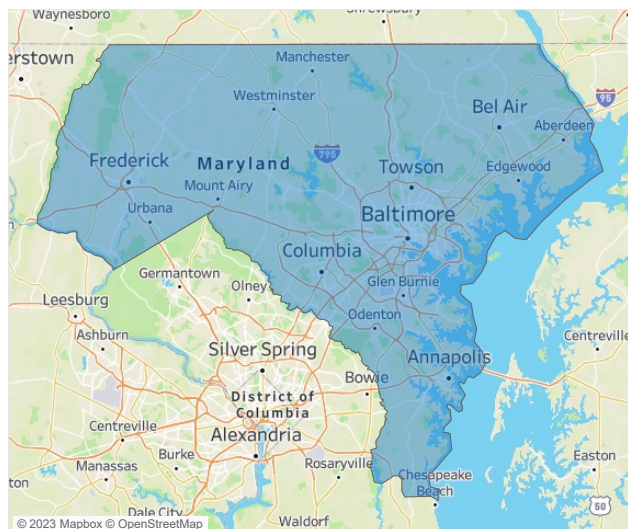 Waynesboro
Shrewsbury
erstown
Manchester
Westminster
95
Bel Air
Aberdeen
795
Frederick
Maryland
Towson
Edgewood
Mount Airy
Urbana
Baltimore
Columbia
Germantown
Glen Burnie
Olney
Leesburg
Odenton
Ashburn
Centreville
Silver Spring
Annapolis
Bowie
District of
Columbia
Centreville
Alexandria
Burke
Easton
Manassas
Rosaryville
Chesapeake
Beach
ton
50
Dale City
Waldorf
© 2023 Mapbox © OpenStreetMap